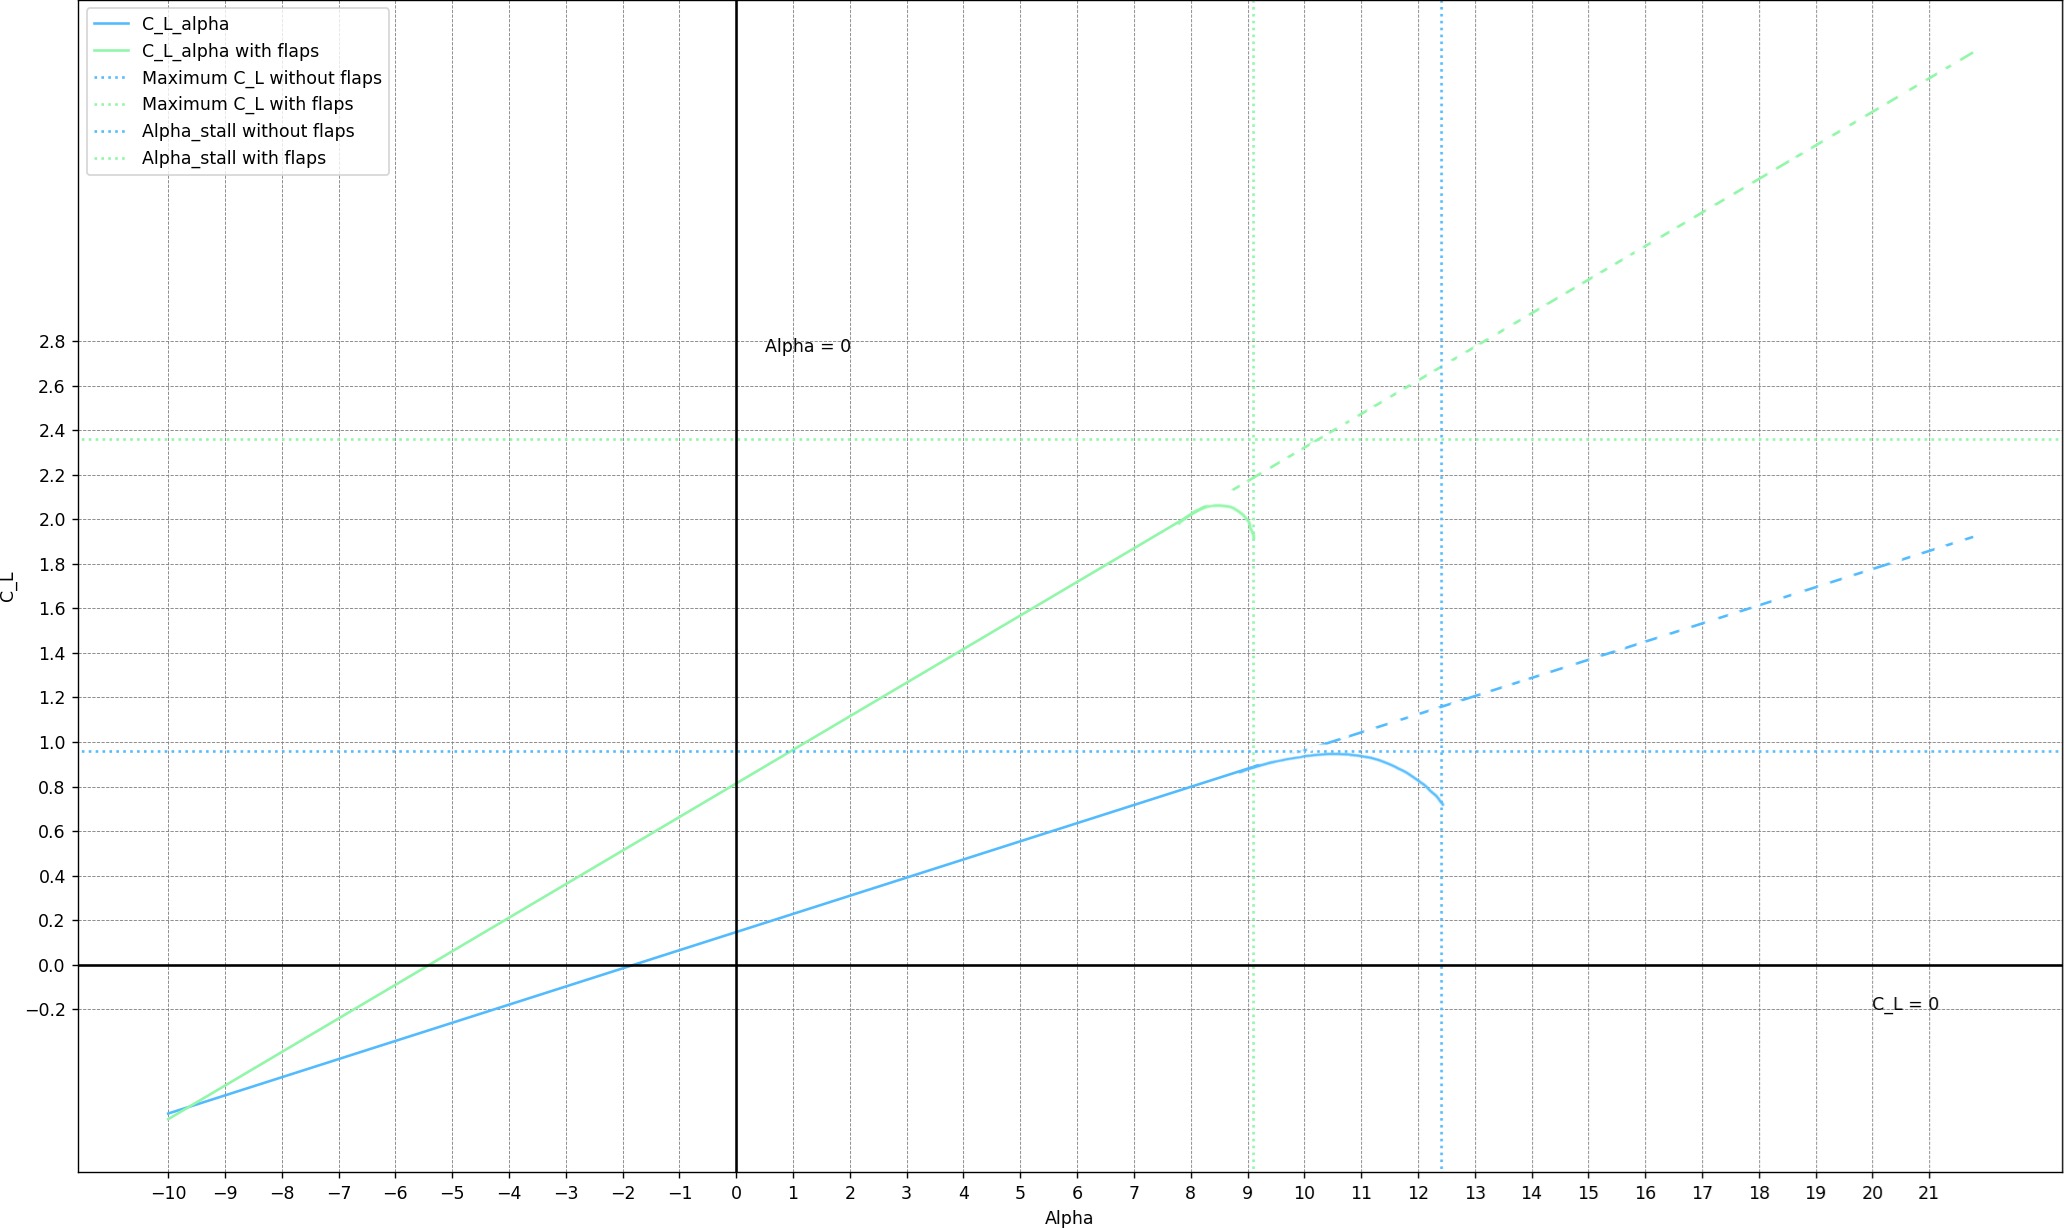 C_L_alpha
C_L_alpha with flaps
Maximum C_L without flaps
Maximum C_L with flaps
Alpha_stall without flaps
Alpha_stall with flaps
Alpha = 0
2.8
2.6
2.4
2.2
2.0
1.8
1.6
1.4
1.2
1.0
0.8
0.6
0.4
0.2
0.0
−0.2
C_L
C_L = 0
−10 −9 −8 −7 −6 −5 −4 −3 −2 −1 0 1 2 3 4 5 6 7 8 9 10 11 12 13 14 15 16 17 18 19 20 21
Alpha